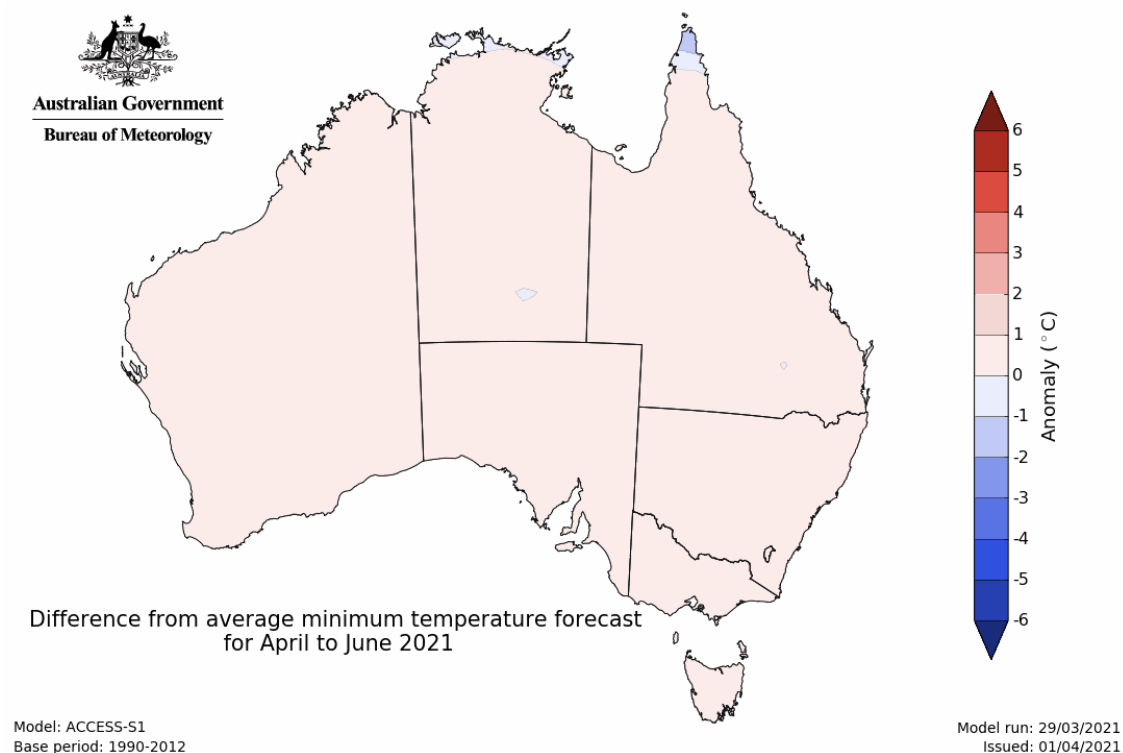 Australian Government
Bureau of Meteorology
6
5
4
3
2
1
0
-1
-2
-3
-4
-5
-6
Anomaly (°C)
Difference from average minimum temperature forecast
for April to June 2021
Model: ACCESS-S1
Base period: 1990-2012
Model run: 29/03/2021
Issued: 01/04/2021